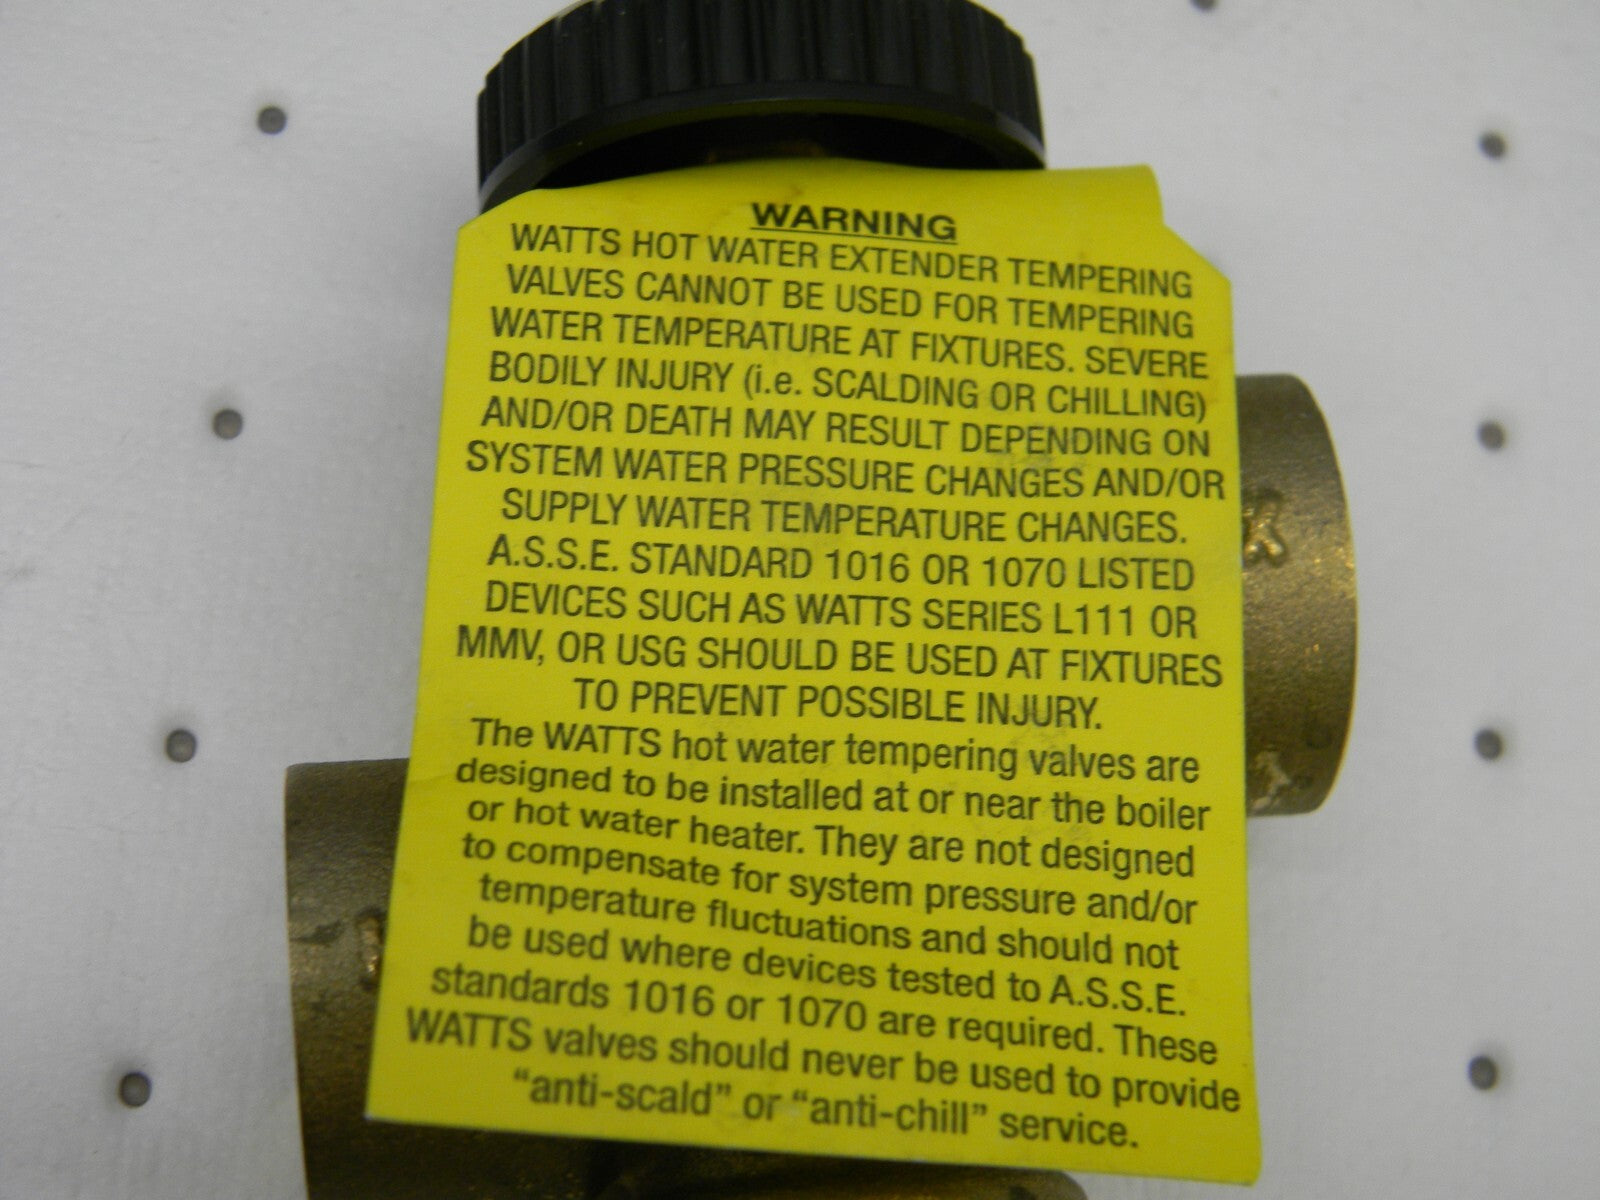 WARNING
WATTS HOT WATER EXTENDER TEMPERING
VALVES CANNOT BE USED FOR TEMPERING
WATER TEMPERATURE AT FIXTURES. SEVERE
BODILY INJURY (i.e. SCALDING OR CHILLING)
AND/OR DEATH MAY RESULT DEPENDING ON
SYSTEM WATER PRESSURE CHANGES AND/OR
SUPPLY WATER TEMPERATURE CHANGES.
A.S.S.E. STANDARD 1016 OR 1070 LISTED
DEVICES SUCH AS WATTS SERIES L111 OR
MMV, OR USG SHOULD BE USED AT FIXTURES
TO PREVENT POSSIBLE INJURY.
The WATTS hot water tempering valves are
designed to be installed at or near the boiler
or hot water heater. They are not designed
to compensate for system pressure and/or
temperature fluctuations and should not
be used where devices tested to A.S.S.E.
standards 1016 or 1070 are required. These
WATTS valves should never be used to provide
“anti-scald” or “anti-chill” service.